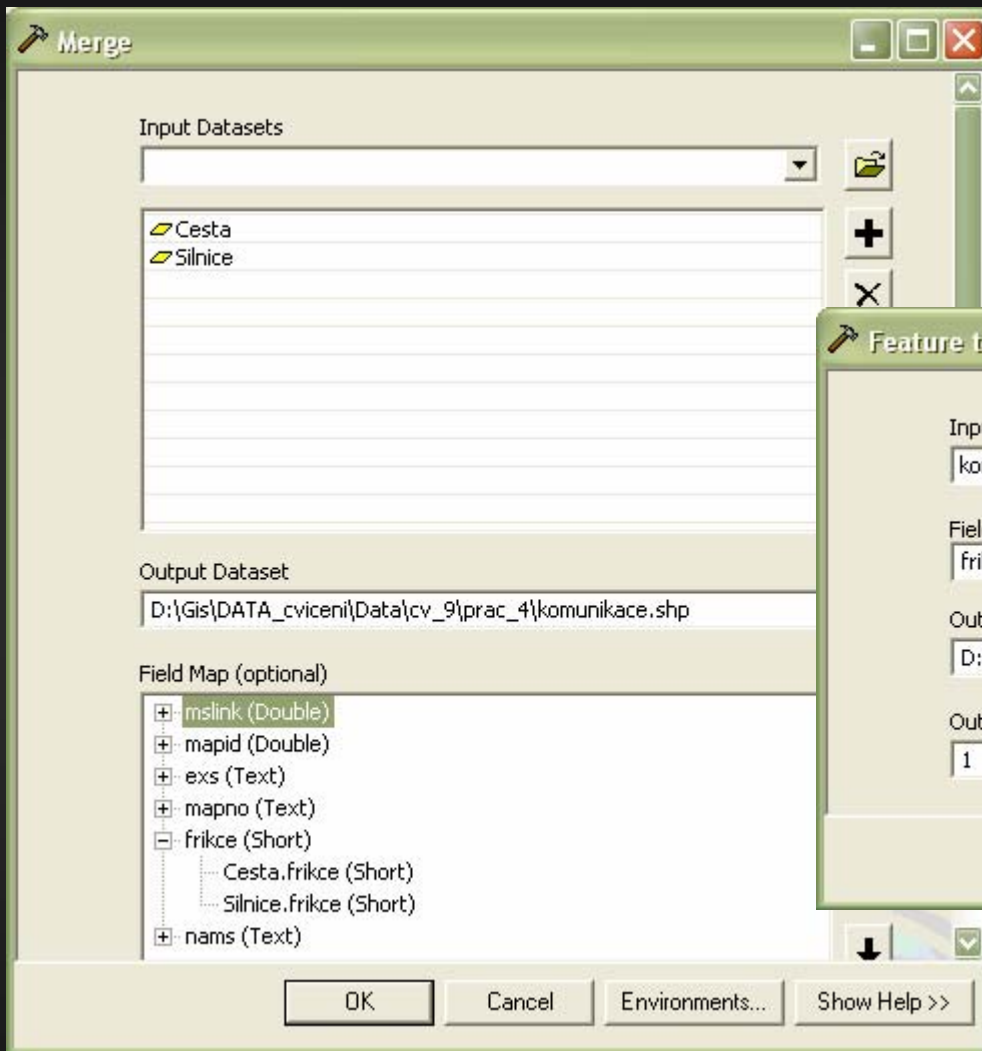 Merge
Input Datasets
Cesta
Silnice
Output Dataset
D:\Gis\DATA_cviceni\Data\cv_9\prac_4\komunikace.shp
Field Map (optional)
mslink (Double)
mapid (Double)
exs (Text)
mapno (Text)
frikce (Short)
Cesta.frikce (Short)
Silnice.frikce (Short)
nams (Text)
OK Cancel Environments... Show Help >>
Feature t
Inp
ko
Fiel
fri
Out
D:
Out
1